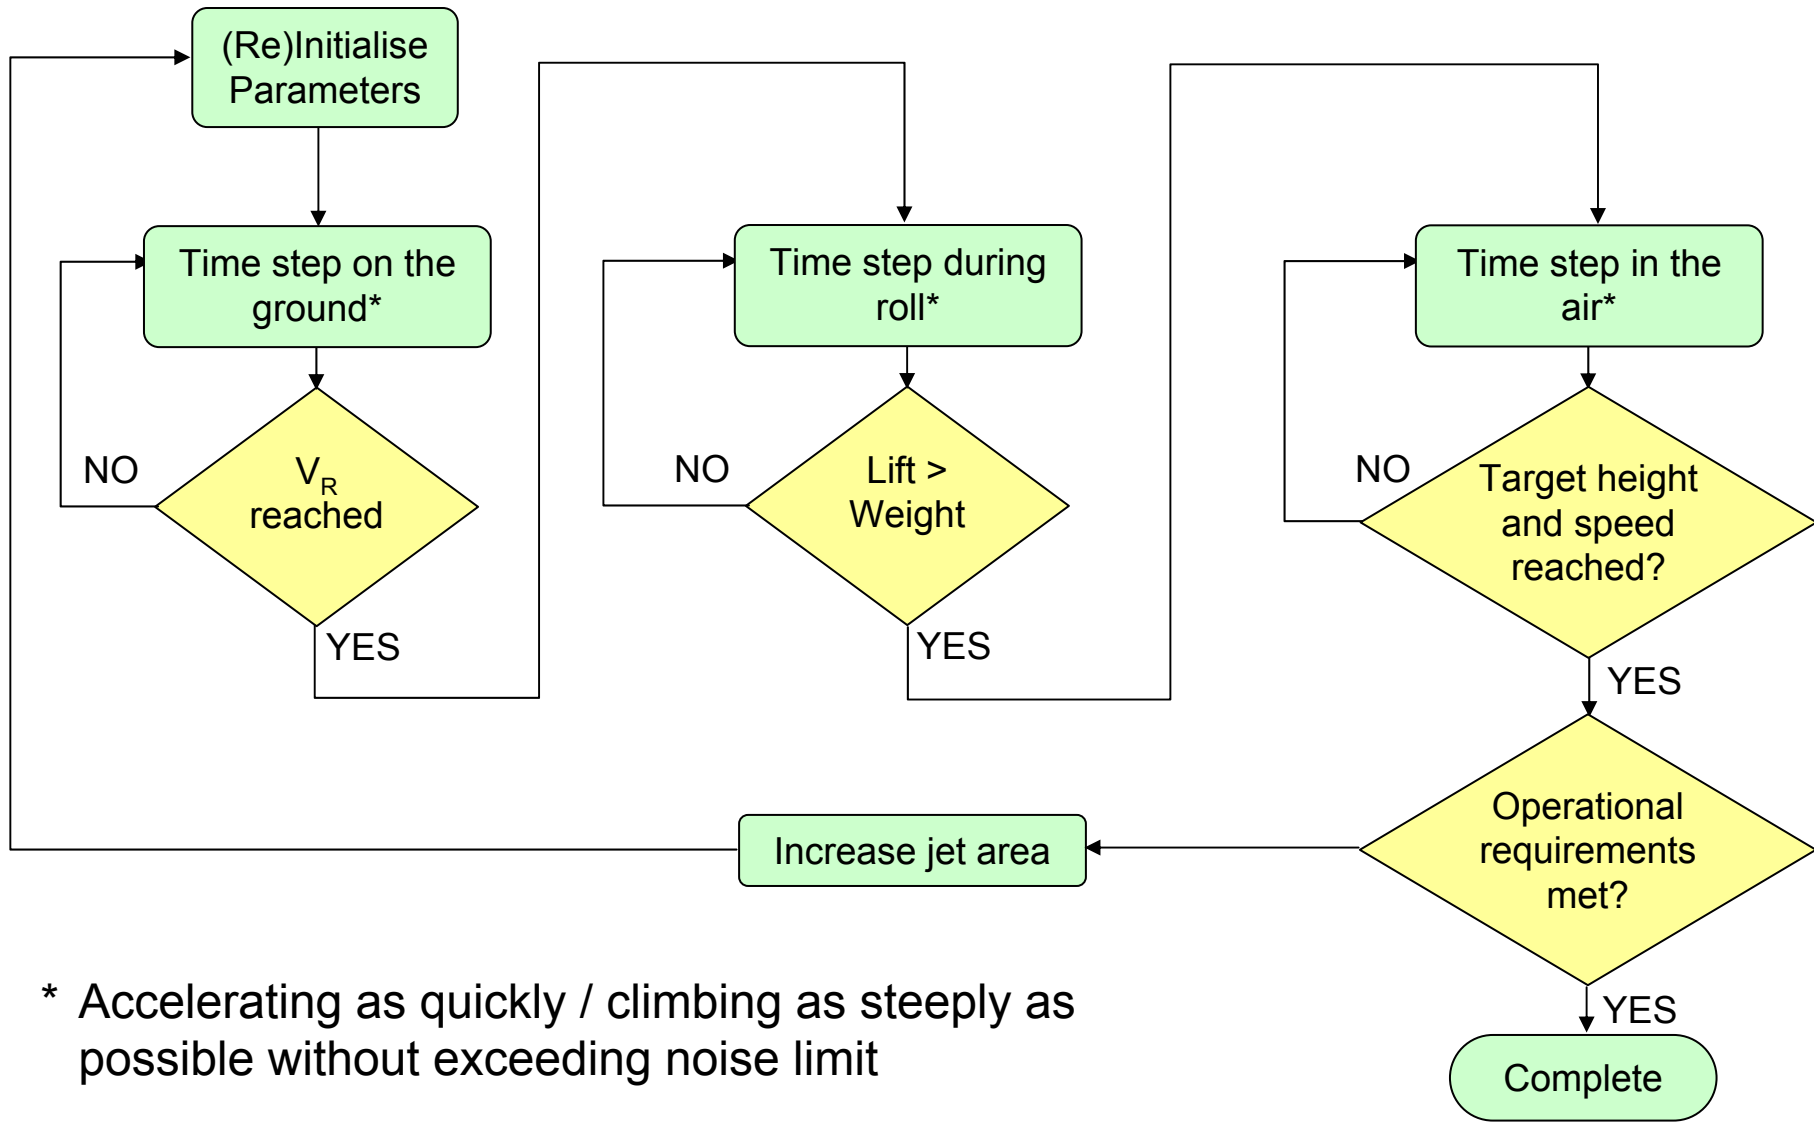 (Re)Initialise
Parameters
Time step on the
ground*
NO
V_R
reached
YES
Time step during
roll*
NO
Lift >
Weight
YES
Time step in the
air*
NO
Target height
and speed
reached?
YES
Operational
requirements
met?
Increase jet area
YES
Complete
* Accelerating as quickly / climbing as steeply as
possible without exceeding noise limit